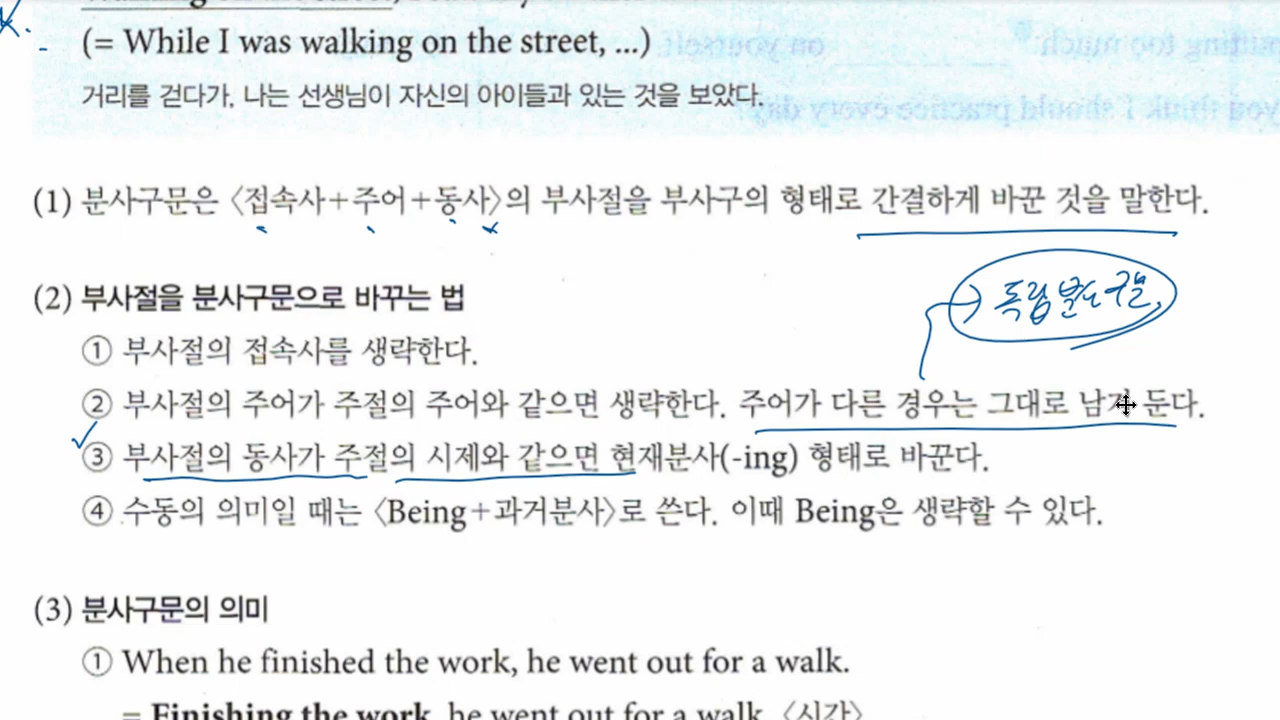 (= While I was walking on the street, ...)
거리를 걷다가, 나는 선생님이 자신의 아이들과 있는 것을 보았다.
(1) 분사구문은 〈접속사+주어+동사〉의 부사절을 부사구의 형태로 간결하게 바꾼 것을 말한다.
(2) 부사절을 분사구문으로 바꾸는 법
→ 독립분사구문.
① 부사절의 접속사를 생략한다.
② 부사절의 주어가 주절의 주어와 같으면 생략한다. 주어가 다른 경우는 그대로 남겨 둔다.
③ 부사절의 동사가 주절의 시제와 같으면 현재분사(-ing) 형태로 바꾼다.
④ 수동의 의미일 때는 〈Being+과거분사〉로 쓴다. 이때 Being은 생략할 수 있다.
(3) 분사구문의 의미
① When he finished the work, he went out for a walk.
= Finishing the work, he went out for a walk. 〈시간〉